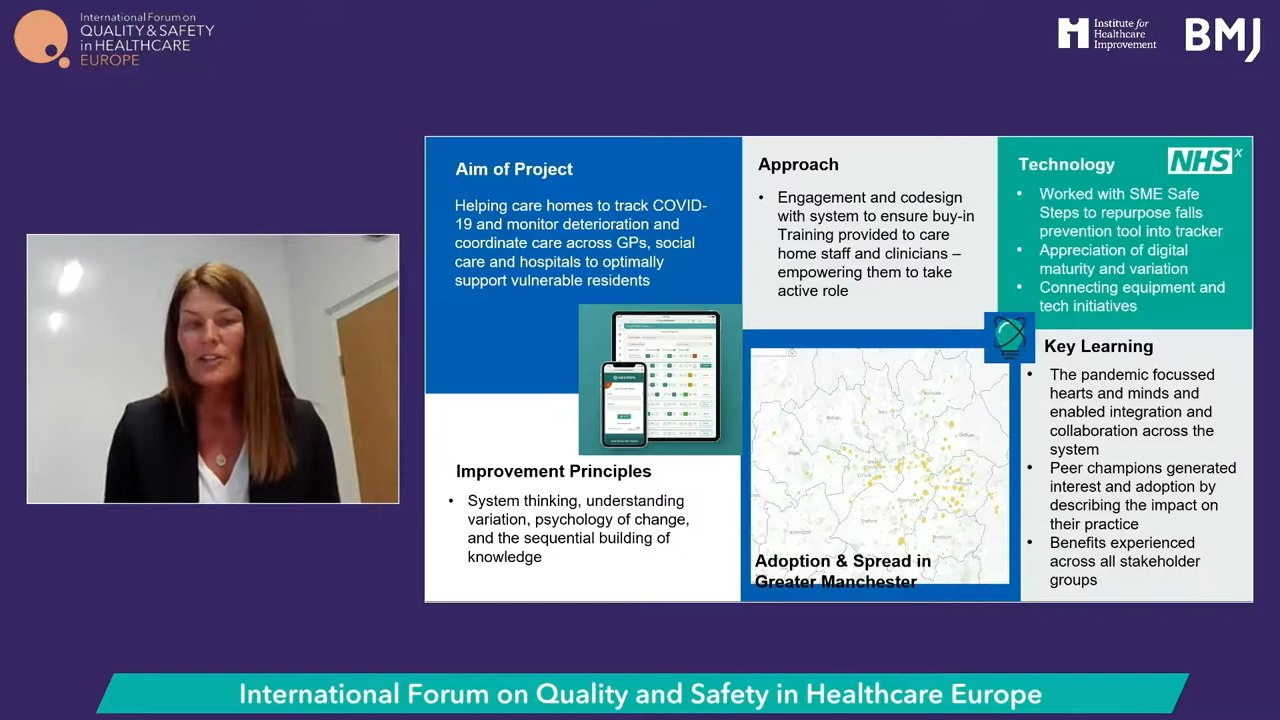 International Forum on
QUALITY & SAFETY
in HEALTHCARE
EUROPE
Institute for
Healthcare
Improvement
BMJ
Aim of Project
Helping care homes to track COVID-
19 and monitor deterioration and
coordinate care across GPs, social
care and hospitals to optimally
support vulnerable residents
Approach
• Engagement and codesign
with system to ensure buy-in
Training provided to care
home staff and clinicians –
empowering them to take
active role
Technology
NHSx
• Worked with SME Safe
Steps to repurpose falls
prevention tool into tracker
• Appreciation of digital
maturity and variation
• Connecting equipment and
tech initiatives
Improvement Principles
• System thinking, understanding
variation, psychology of change,
and the sequential building of
knowledge
Adoption & Spread in
Greater Manchester
Key Learning
• The pandemic focussed
hearts and minds and
enabled integration and
collaboration across the
system
• Peer champions generated
interest and adoption by
describing the impact on
their practice
• Benefits experienced
across all stakeholder
groups
International Forum on Quality and Safety in Healthcare Europe